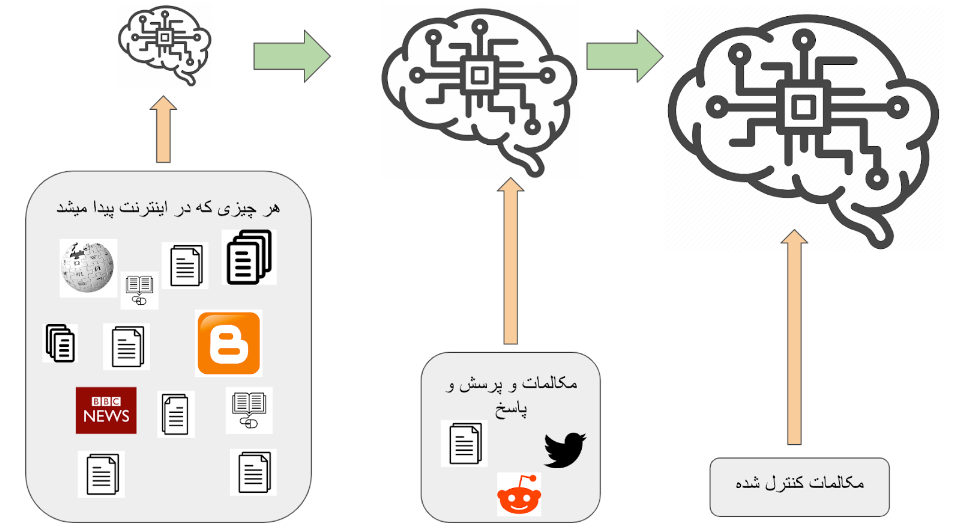 هر چیزی که در اینترنت پیدا میشد
BBC
NEWS
مکالمات و پرسش و
پاسخ
مکالمات کنترل شده